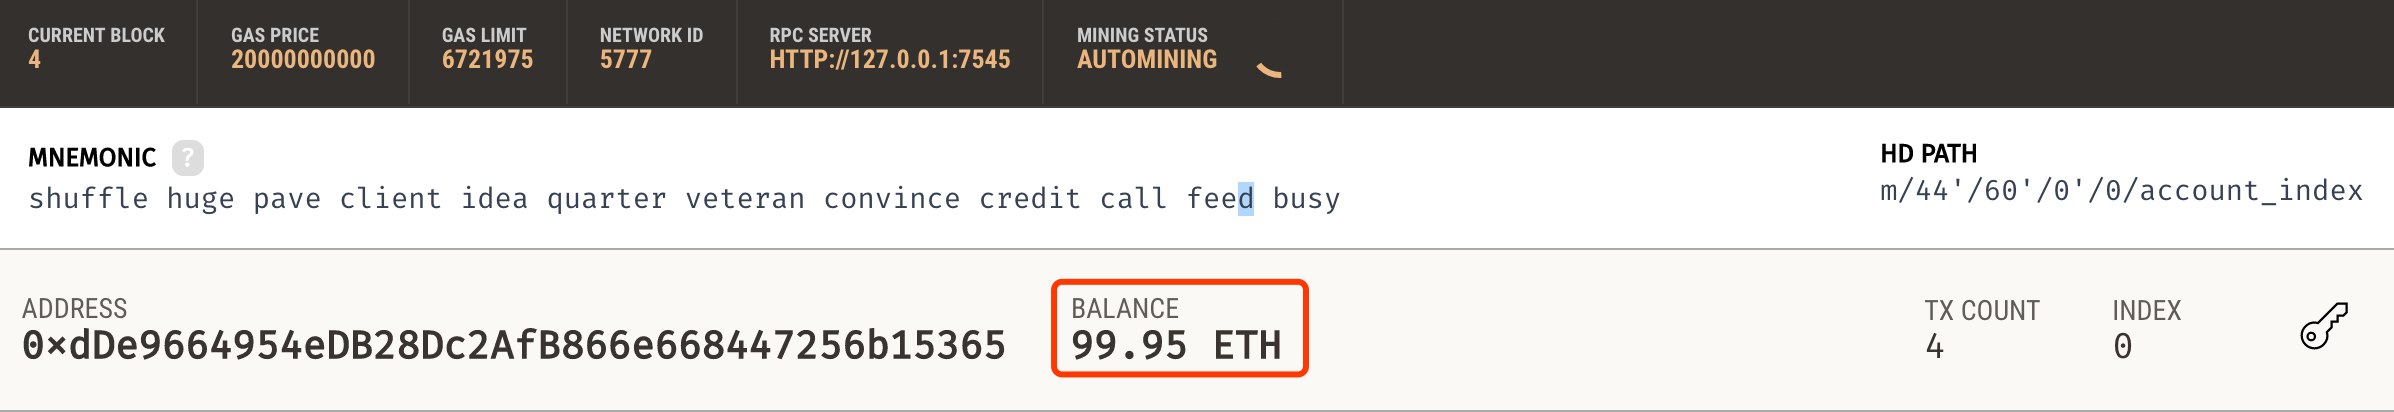 CURRENT BLOCK GAS PRICE GAS LIMIT NETWORK ID RPC SERVER MINING STATUS
4 20000000000 6721975 5777 HTTP://127.0.0.1:7545 AUTOMINING
MNEMONIC ? HD PATH
shuffle huge pave client idea quarter veteran convince credit call feed busy m/44'/60'/0'/0/account_index
ADDRESS BALANCE TX COUNT INDEX
0×dDe9664954eDB28Dc2AfB866e668447256b15365 99.95 ETH 4 0